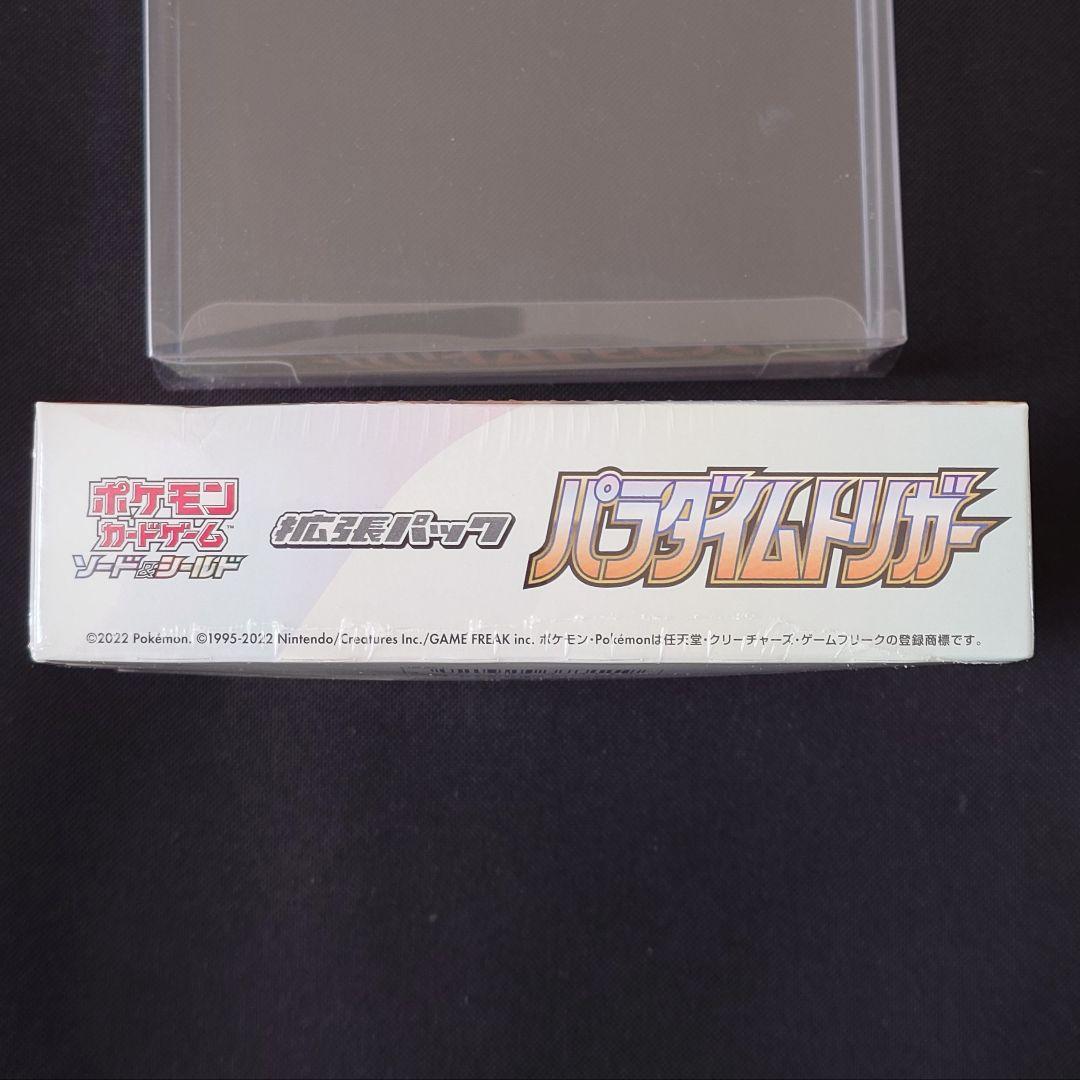 ポケモン
カードゲーム™
ソード&シールド
拡張パック
パラダイムトリガー
©2022 Pokémon. ©1995-2022 Nintendo/Creatures Inc./GAME FREAK inc. ポケモン・Pokémonは任天堂・クリーチャーズ・ゲームフリークの登録商標です。